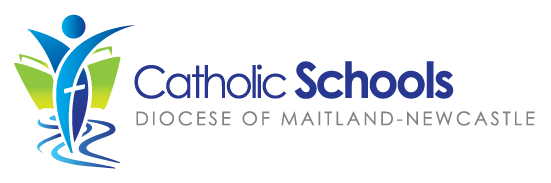 Catholic Schools
DIOCESE OF MAITLAND-NEWCASTLE